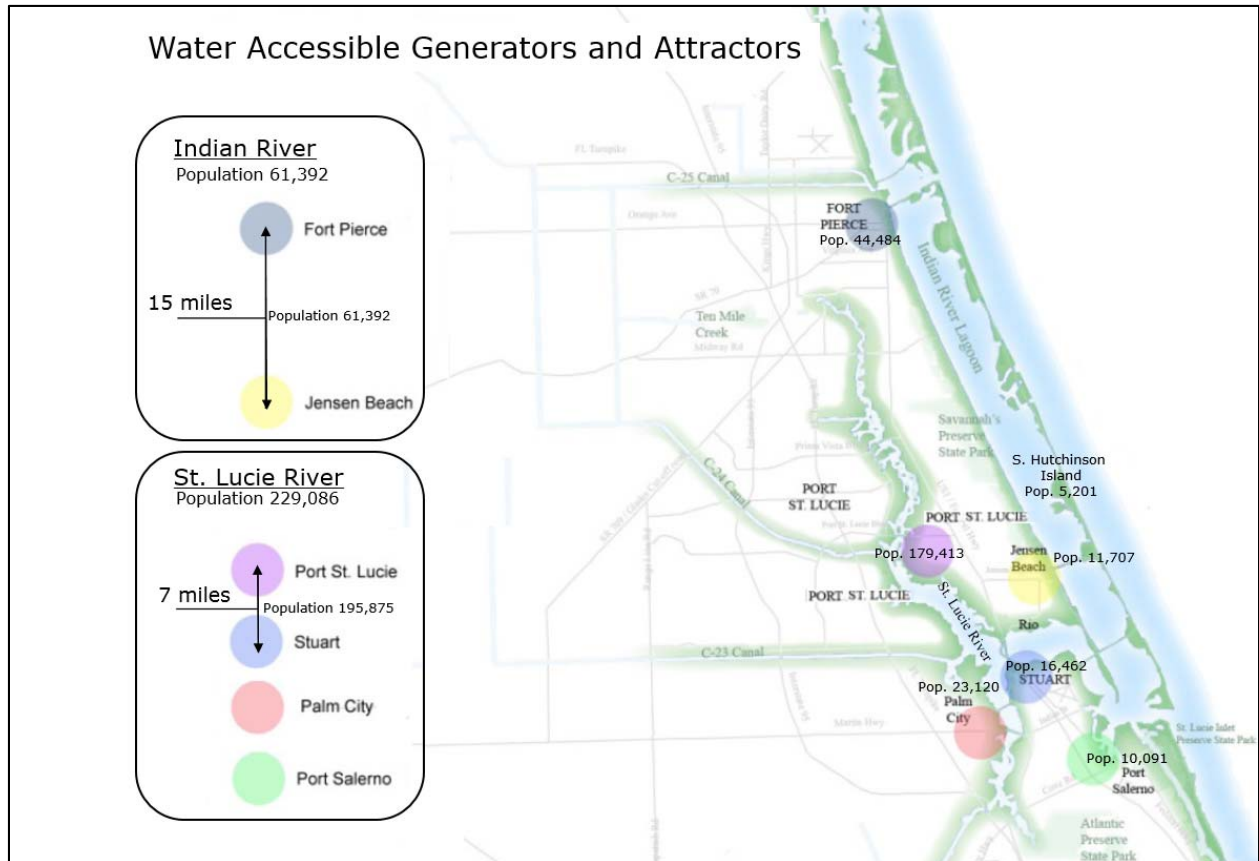 Water Accessible Generators and Attractors
Indian River
Population 61,392
Fort Pierce
15 miles
Population 61,392
Jensen Beach
St. Lucie River
Population 229,086
Port St. Lucie
7 miles
Population 195,875
Stuart
Palm City
Port Salerno
FL Turnpike
C-25 Canal
Orange Ave
FORT
PIERCE
Pop. 44,484
Indian River Lagoon
SR 70
Ten Mile
Creek
Midway Rd
Savannah's
Preserve
State Park
C-24 Canal
S. Hutchinson
Island
Pop. 5,201
PORT
ST. LUCIE
PORT ST. LUCIE
Pop. 179,413
Jensen
Beach
Pop. 11,707
PORT ST. LUCIE
St. Lucie River
Rio
C-23 Canal
Pop. 16,462
STUART
Pop. 23,120
Palm
City
Martin Hwy
St. Lucie Inlet
Preserve State Park
Pop. 10,091
Port
Salerno
Cove Rd
Atlantic
Preserve
State Park